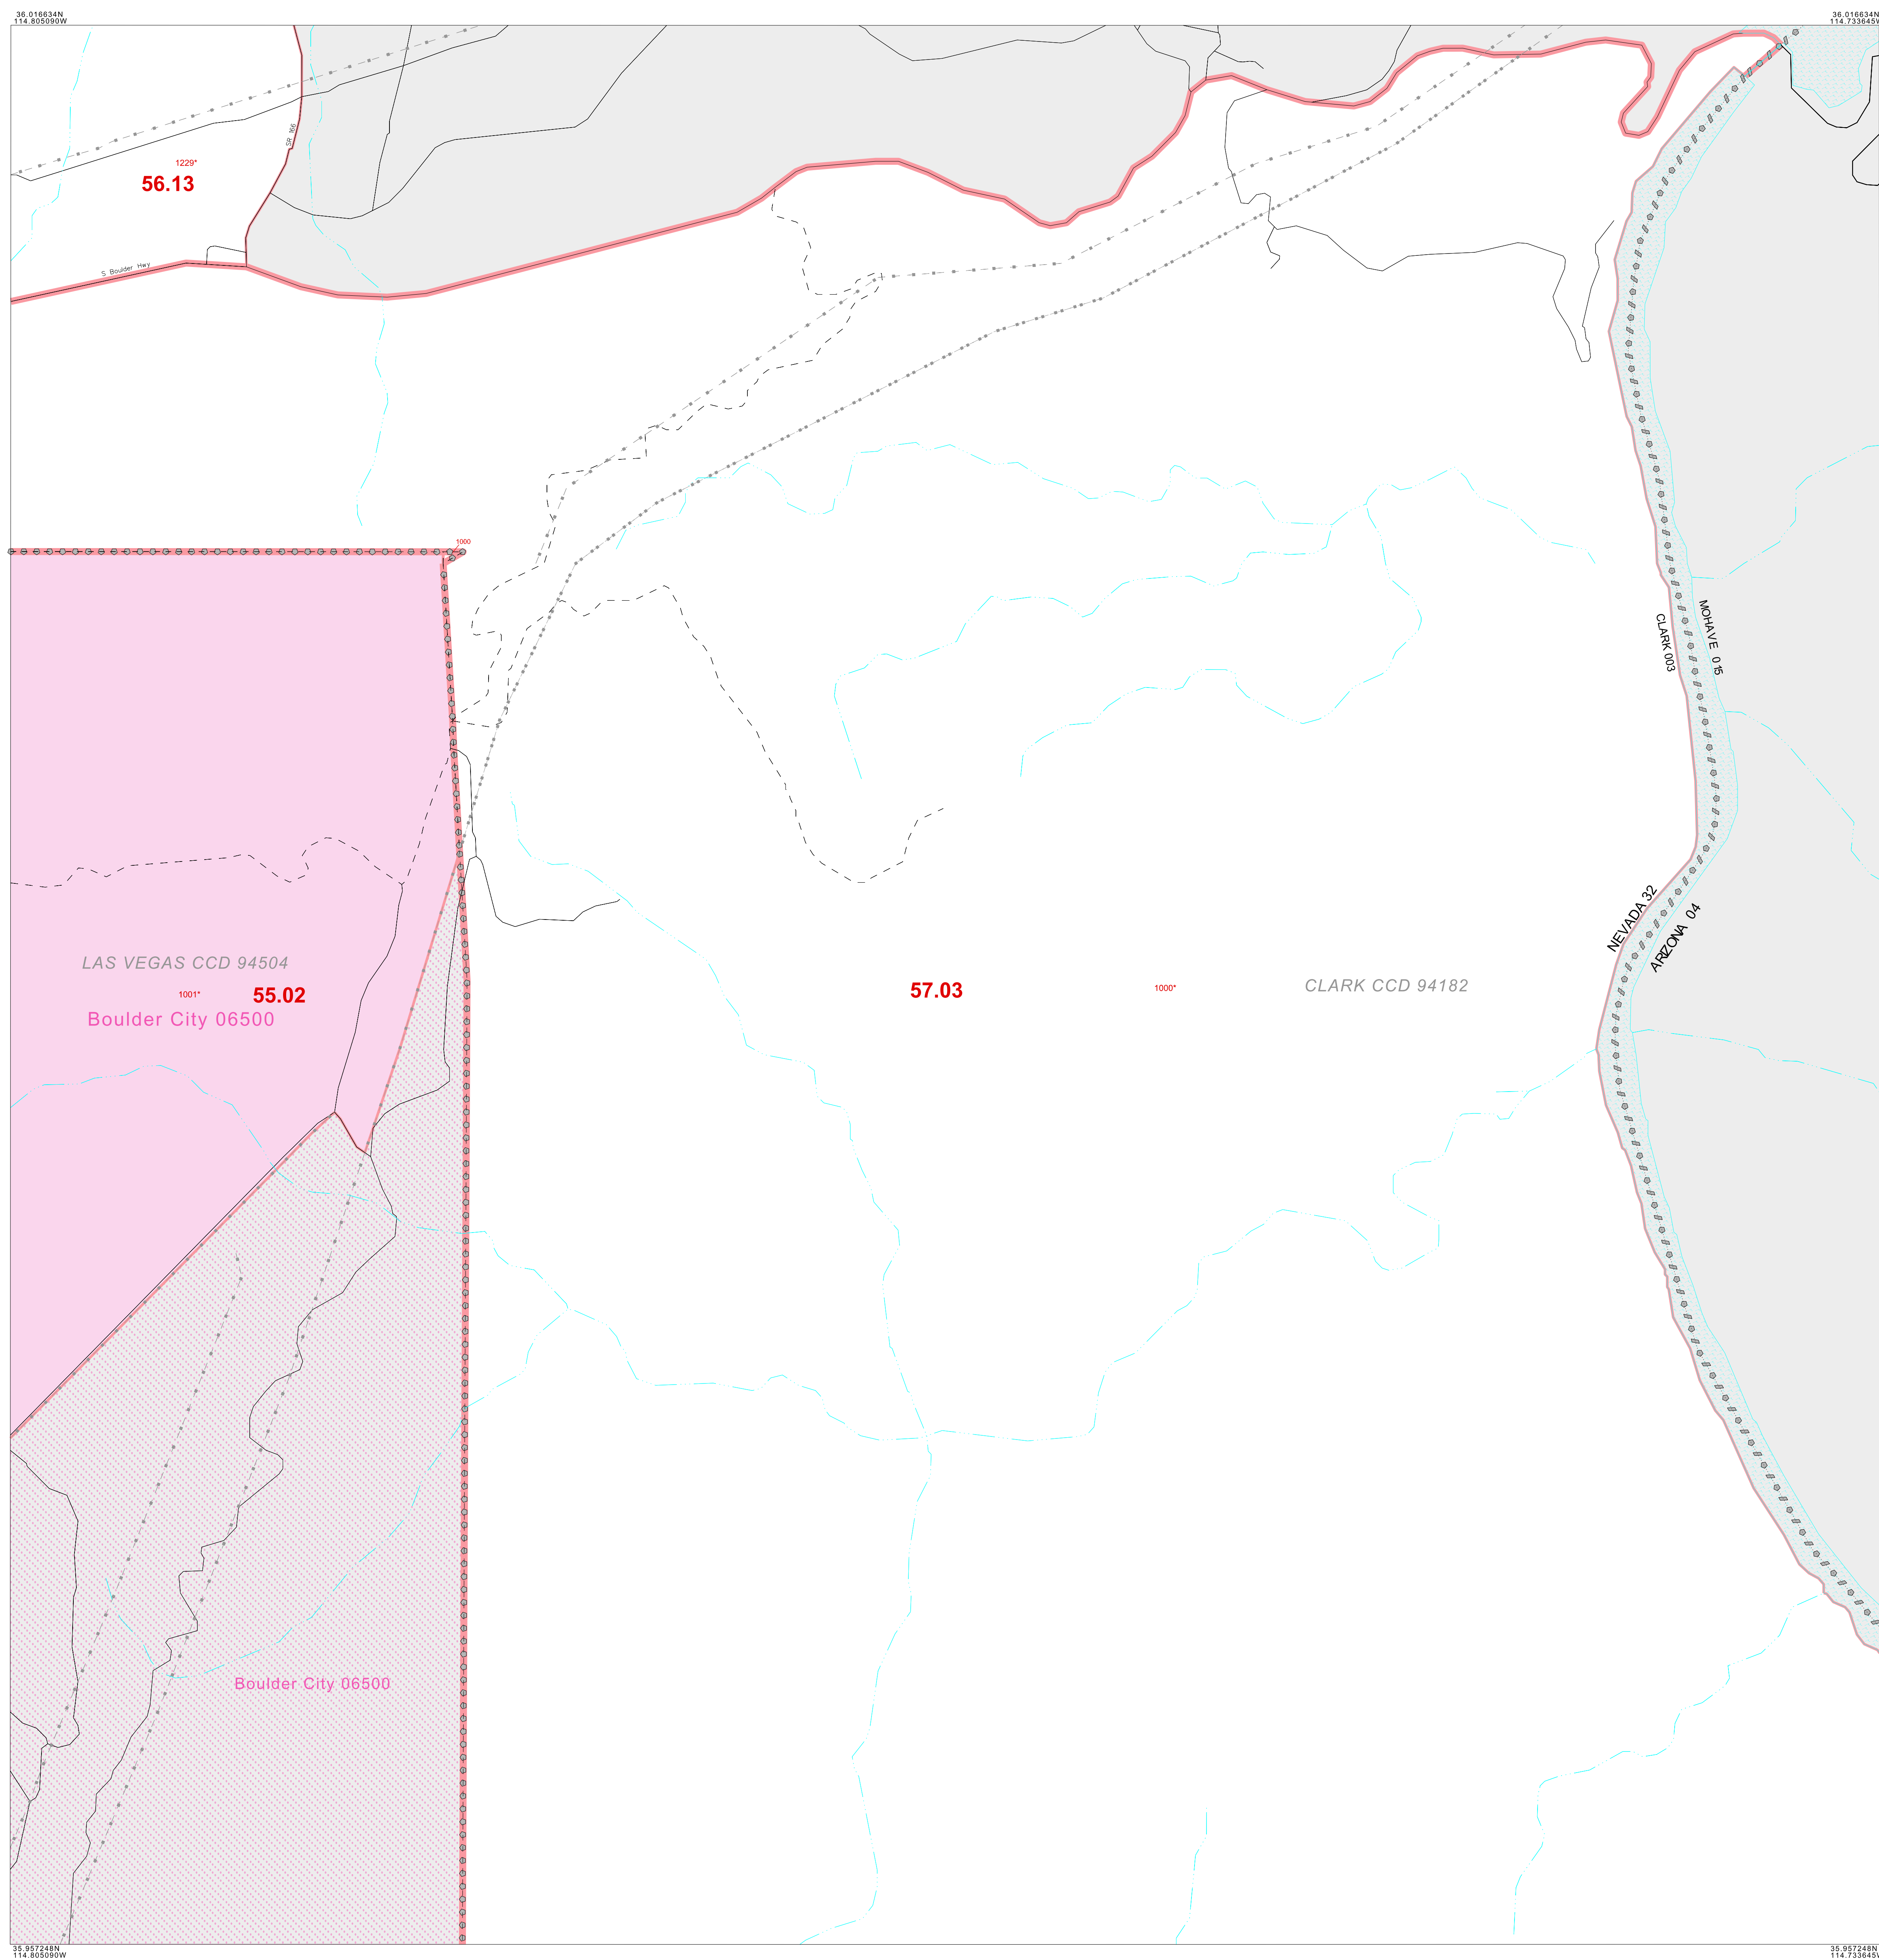 36.016634N
114.805090W
36.016634N
114.733645W
SR 166
1229*
56.13
S Boulder Hwy
1000
MOHAVE 015
CLARK 003
NEVADA 32
ARIZONA 04
LAS VEGAS CCD 94504
1001*
55.02
Boulder City 06500
57.03
1000*
CLARK CCD 94182
Boulder City 06500
35.957248N
114.805090W
35.957248N
114.733645W